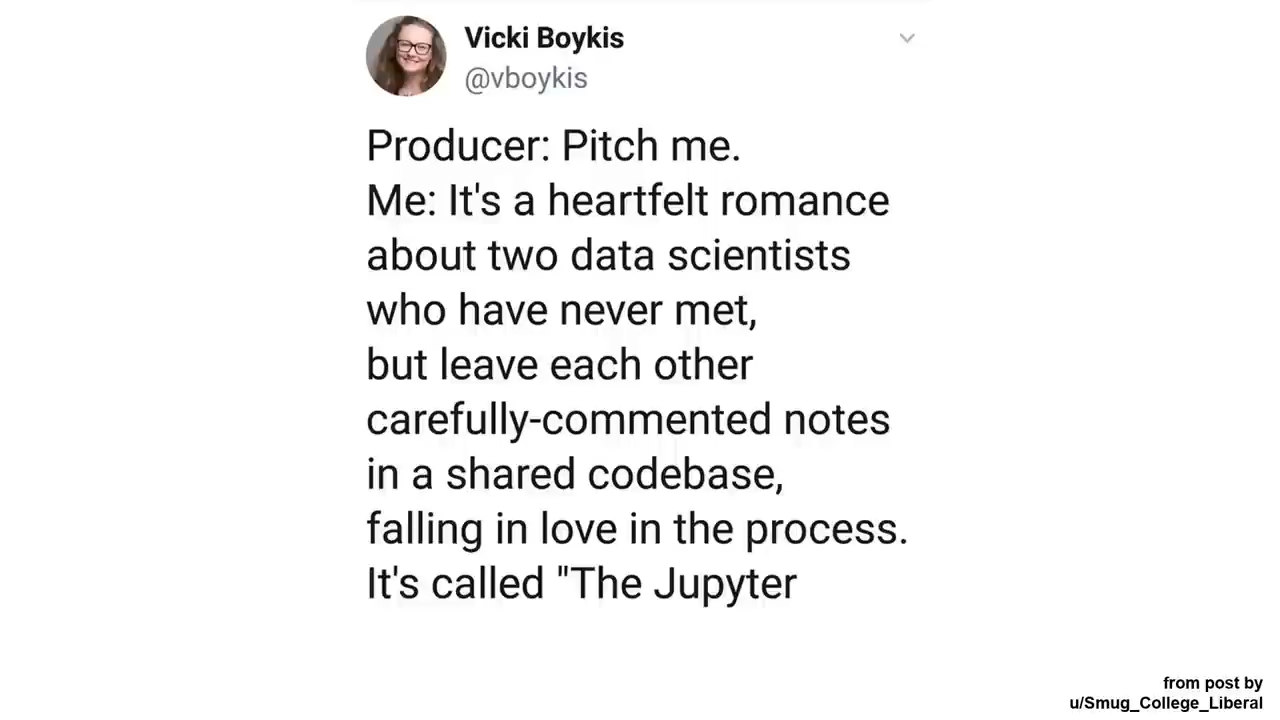 Vicki Boykis
@vboykis
Producer: Pitch me.
Me: It's a heartfelt romance
about two data scientists
who have never met,
but leave each other
carefully-commented notes
in a shared codebase,
falling in love in the process.
It's called "The Jupyter
from post by
u/Smug_College_Liberal